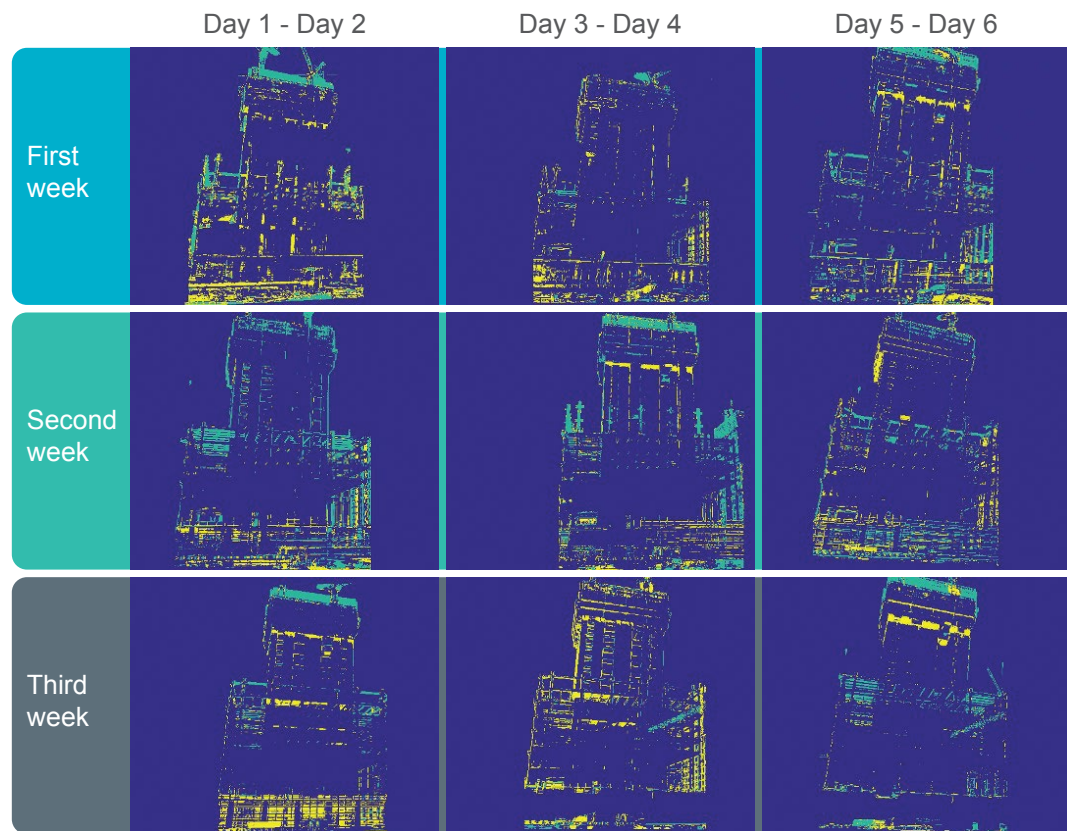 Day 1 - Day 2
Day 3 - Day 4
Day 5 - Day 6
First
week
Second
week
Third
week